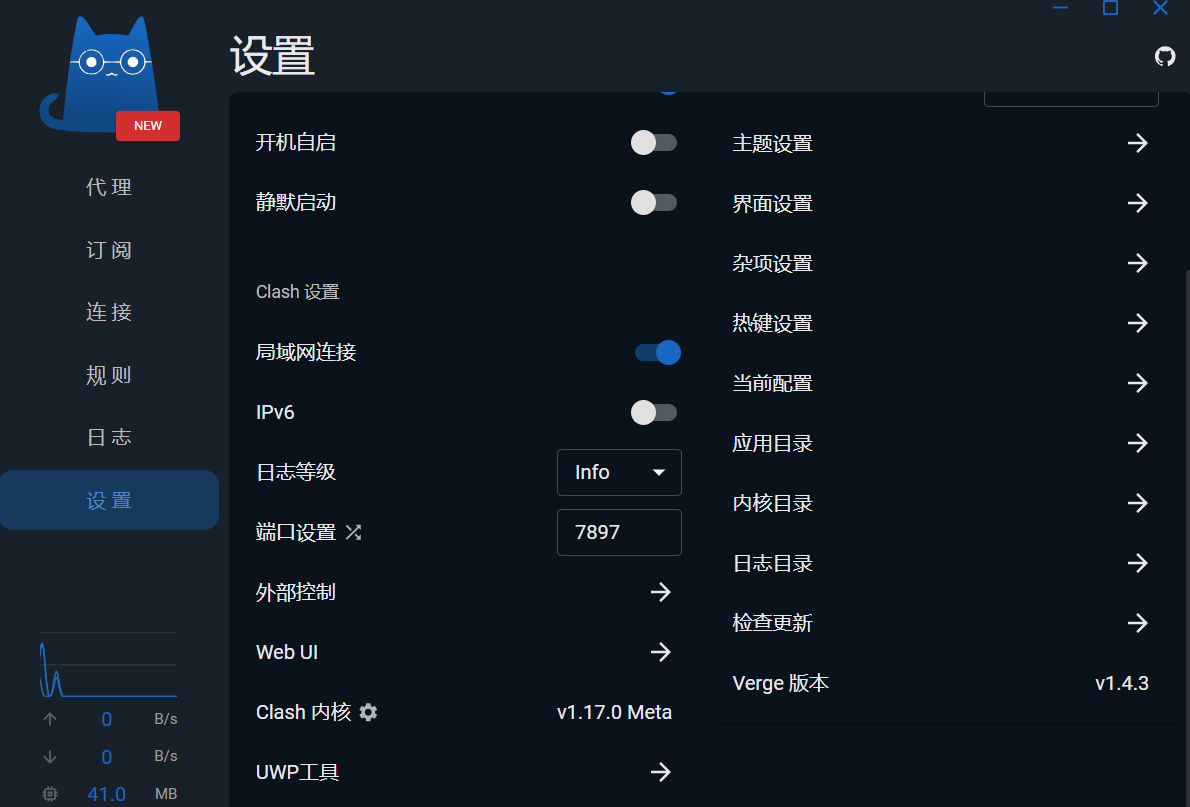 设置
NEW
代理
订阅
连接
规则
日志
设置
0 B/s
0 B/s
41.0 MB
开机自启
静默启动
Clash 设置
局域网连接
IPv6
日志等级 Info
端口设置 7897
外部控制
Web UI
Clash 内核 v1.17.0 Meta
UWP工具
主题设置
界面设置
杂项设置
热键设置
当前配置
应用目录
内核目录
日志目录
检查更新
Verge 版本 v1.4.3